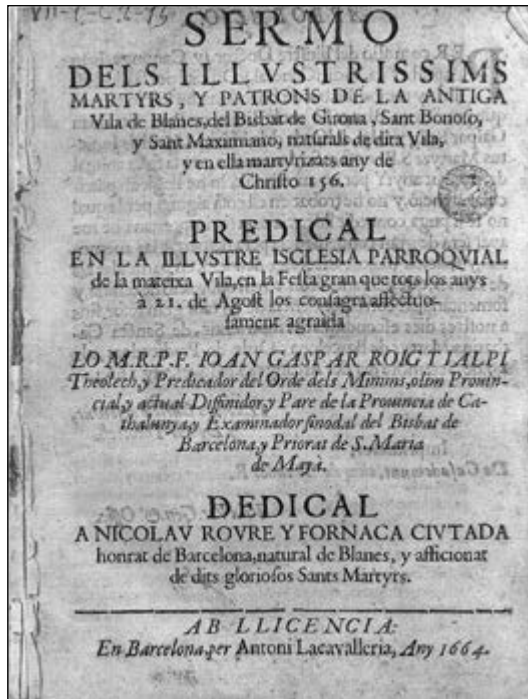 SERMO
DELS ILLVSTRISSIMS
MARTYRS, Y PATRONS DE LA ANTIGA
Vila de Blanes, del Bisbat de Girona, Sant Bonoso,
y Sant Maximiano, naturals de dita Vila,
y en ella martyrizats any de
Christo 156.
PREDICAL
EN LA ILLVSTRE ISGLESIA PARROQVIAL
de la mateixa Vila, en la Festa gran que tots los anys
à 21. de Agost los consagra affectuo-
sament agraida
LO M.R.P.F. IOAN GASPAR ROIG Y IALPI
Theolech, y Predicador del Orde dels Minims, olim Prouin-
cial, y actual Diffinidor, y Pare de la Prouincia de Ca-
thalunya, y Examinador sinodal del Bisbat de
Barcelona, y Priorat de S. Maria
de Mayà.
DEDICAL
A NICOLAV ROVRE Y FORNACA CIVTADA
honrat de Barcelona, natural de Blanes, y afficionat
de dits gloriosos Sants Martyrs.
AB LLICENCIA:
En Barcelona, per Antoni Lacavalleria, Any 1664.